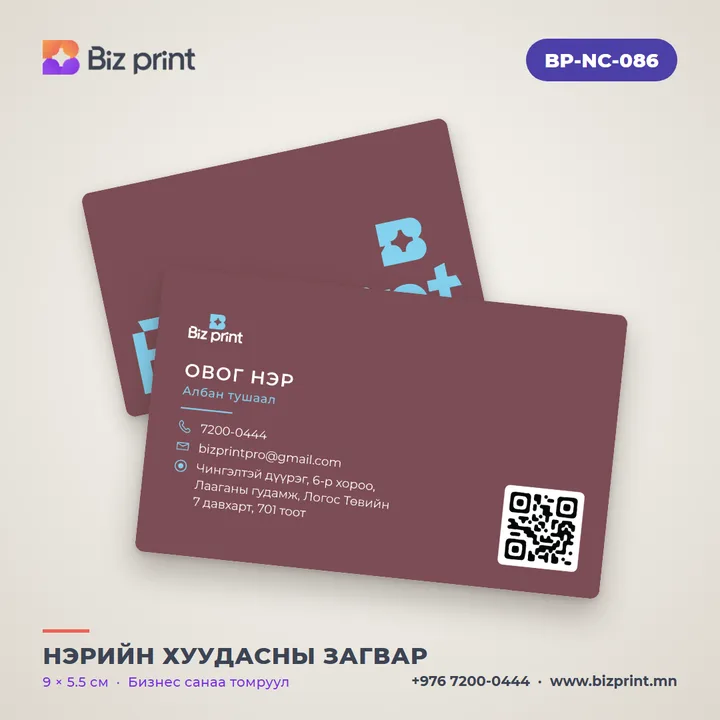 Biz print
BP-NC-086
Biz print
ОВОГ НЭР
Албан тушаал
7200-0444
bizprintpro@gmail.com
Чингэлтэй дүүрэг, 6-р хороо,
Лааганы гудамж, Логос Төвийн
7 давхарт, 701 тоот
НЭРИЙН ХУУДАСНЫ ЗАГВАР
9 × 5.5 см · Бизнес санаа томруул
+976 7200-0444 · www.bizprint.mn